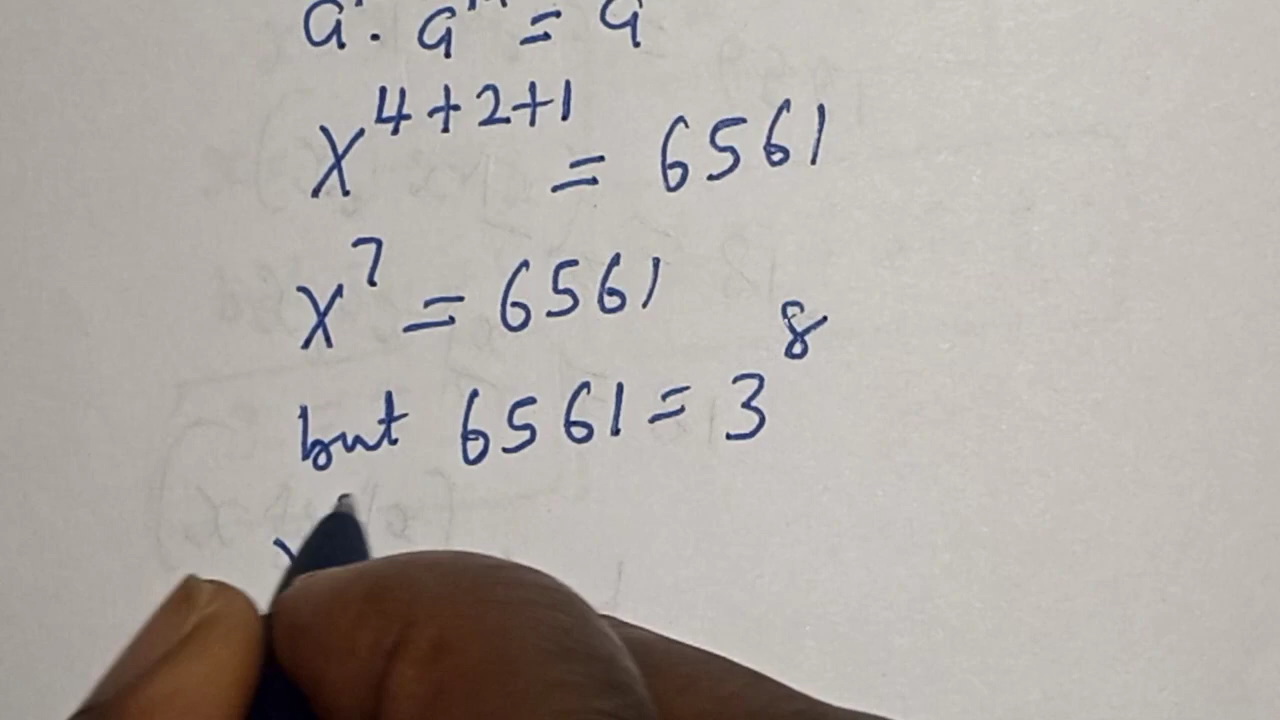 a · a = a
x^4+2+1 = 6561
x^7 = 6561
but 6561 = 3^8